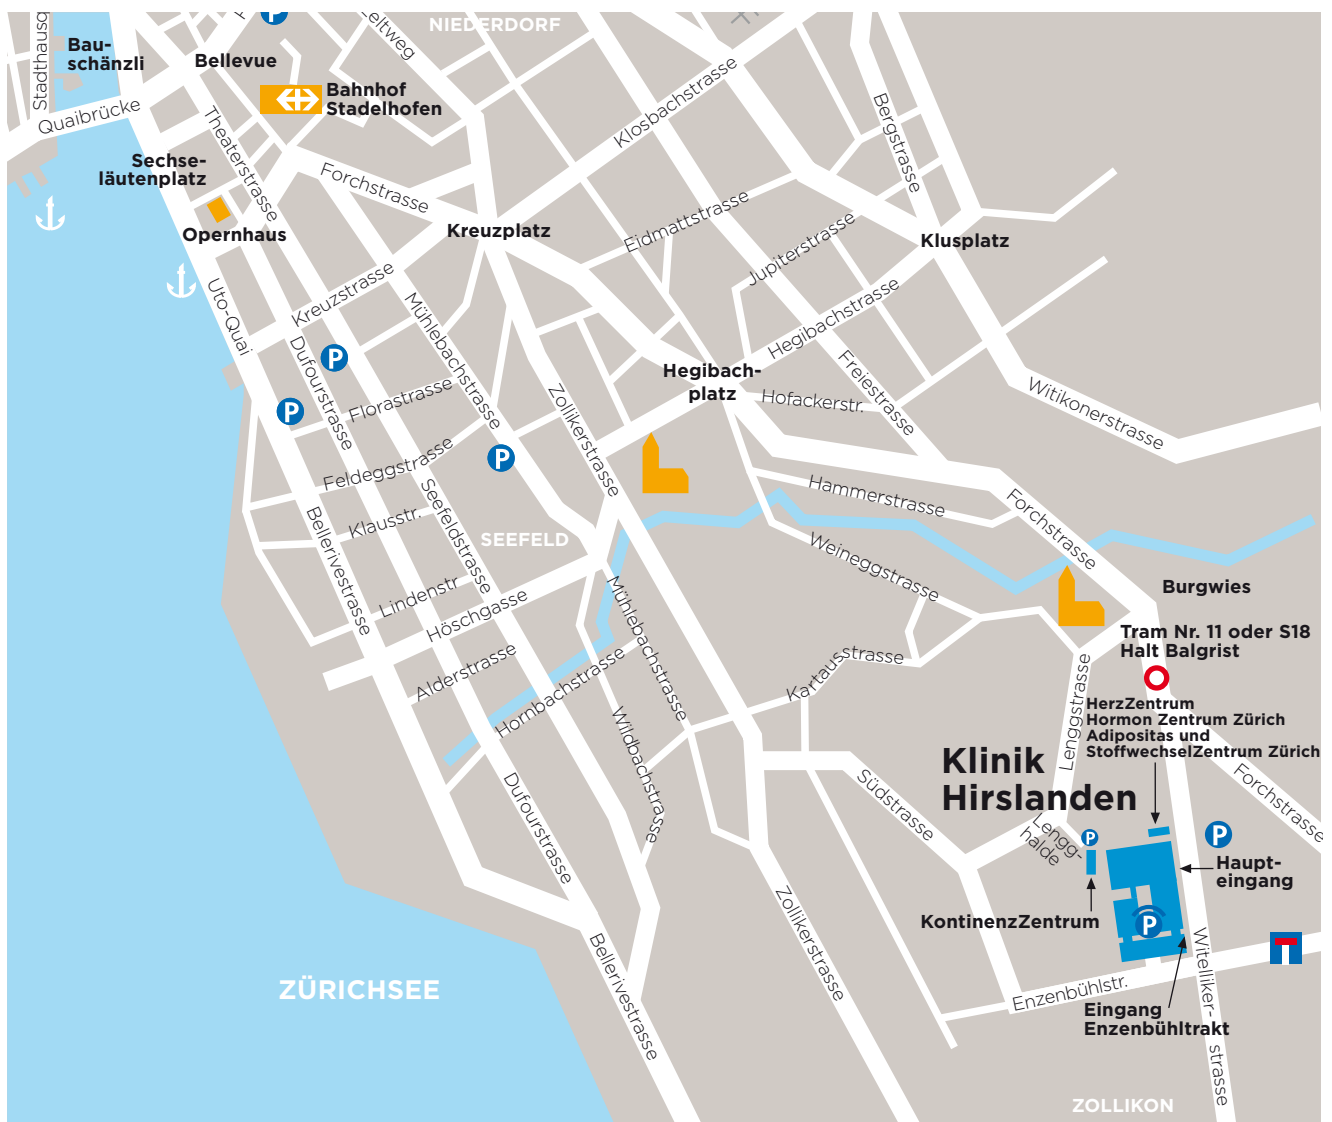 NIEDERDORF
Zeltweg
Stadthausq
Bau-
schänzli
Bellevue
Bahnhof
Stadelhofen
Quaibrücke
Theaterstrasse
Klosbachstrasse
Bergstrasse
Sechse-
läutenplatz
Forchstrasse
Opernhaus
Kreuzplatz
Eidmattstrasse
Jupiterstrasse
Klusplatz
Uto-Quai
Kreuzstrasse
Mühlebachstrasse
Hegibachstrasse
Dufourstrasse
P
P
P
P
Florastrasse
Zollikerstrasse
Hegibach-
platz
Hofackerstr.
Freiestrasse
Witikonerstrasse
Feldeggstrasse
Seefeldstrasse
Klausstr.
Bellerivestrasse
SEEFELD
Hammerstrasse
Forchstrasse
Weineggstrasse
Lindenstr
Höschgasse
Mühlebachstrasse
Burgwies
Tram Nr. 11 oder S18
Halt Balgrist
Alderstrasse
Hornbachstrasse
Kartausstrasse
Lenggstrasse
HerzZentrum
Hormon Zentrum Zürich
Adipositas und
StoffwechselZentrum Zürich
Wildbachstrasse
Klinik
Hirslanden
Südstrasse
Forchstrasse
Dufourstrasse
Lengg-
halde
P
P
Haupt-
eingang
KontinenzZentrum
P
Zollikerstrasse
Bellerivestrasse
Witelliker-
strasse
ZÜRICHSEE
Enzenbühlstr.
Eingang
Enzenbühltrakt
ZOLLIKON